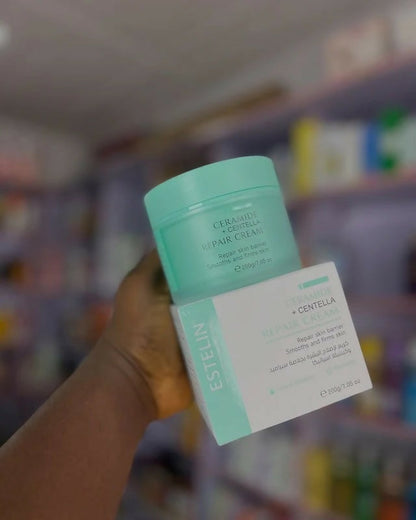 CERAMIDE
+ CENTELLA
REPAIR CREAM
Repair skin barrier
Smooths and firms skin
℮200g/7.05 oz
ESTELIN
CERAMIDE
+ CENTELLA
REPAIR CREAM
Repair skin barrier
Smooths and firms skin
℮200g/7.05 oz